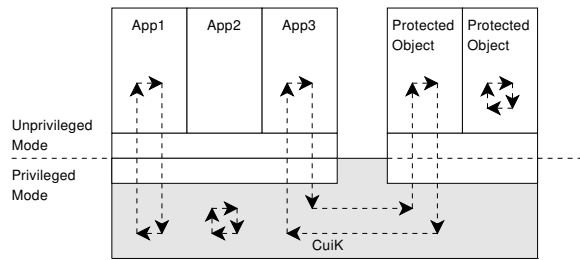 App1 App2 App3 Protected Protected
Object Object
Unprivileged
Mode
Privileged
Mode
CuiK